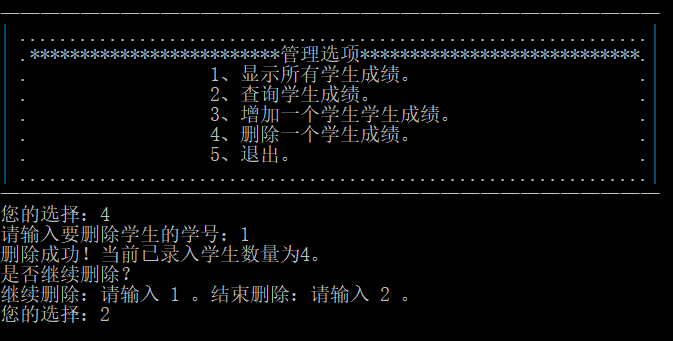 .**************************管理选项****************************.
1、显示所有学生成绩。
2、查询学生成绩。
3、增加一个学生学生成绩。
4、删除一个学生成绩。
5、退出。
您的选择：4
请输入要删除学生的学号：1
删除成功！当前已录入学生数量为4。
是否继续删除？
继续删除：请输入 1 。结束删除：请输入 2 。
您的选择：2